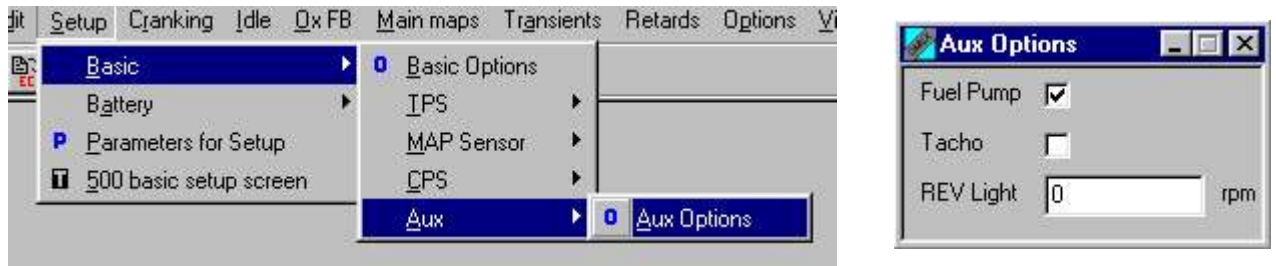 dit Setup Cranking Idle Ox FB Main maps Transients Retards Options Vi
Basic
Battery
P Parameters for Setup
T 500 basic setup screen
O Basic Options
TPS
MAP Sensor
CPS
Aux
O Aux Options
Aux Options
Fuel Pump
Tacho
REV Light 0 rpm